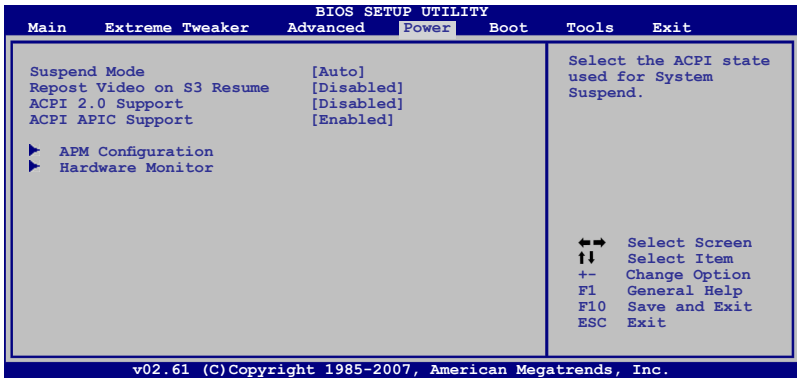 BIOS SETUP UTILITY
Main Extreme Tweaker Advanced Power Boot Tools Exit
Suspend Mode [Auto]
Repost Video on S3 Resume [Disabled]
ACPI 2.0 Support [Disabled]
ACPI APIC Support [Enabled]
APM Configuration
Hardware Monitor
Select the ACPI state
used for System
Suspend.
Select Screen
Select Item
+- Change Option
F1 General Help
F10 Save and Exit
ESC Exit
v02.61 (C)Copyright 1985-2007, American Megatrends, Inc.